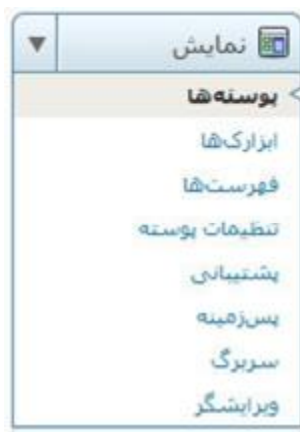 نمایش
پوسته‌ها
ابزارک‌ها
فهرست‌ها
تنظیمات پوسته
پشتیبانی
پس‌زمینه
سربرگ
ویرایشگر